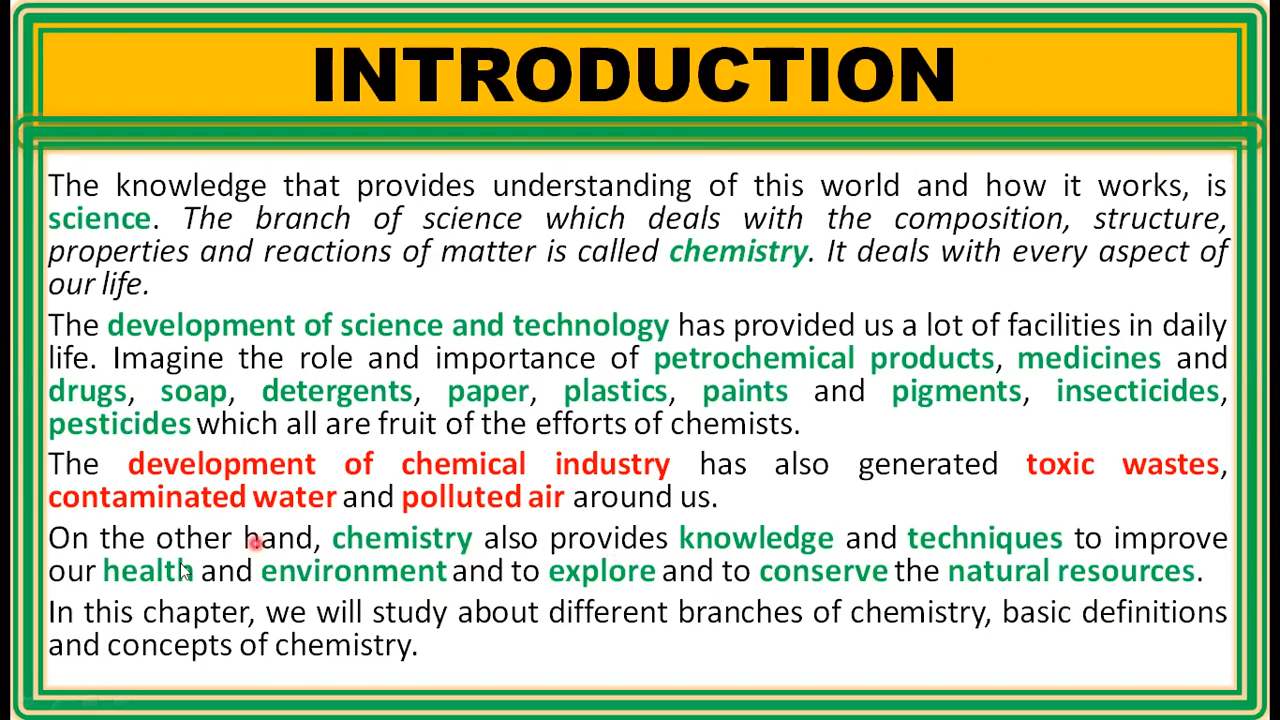 INTRODUCTION
The knowledge that provides understanding of this world and how it works, is
science. The branch of science which deals with the composition, structure,
properties and reactions of matter is called chemistry. It deals with every aspect of
our life.
The development of science and technology has provided us a lot of facilities in daily
life. Imagine the role and importance of petrochemical products, medicines and
drugs, soap, detergents, paper, plastics, paints and pigments, insecticides,
pesticides which all are fruit of the efforts of chemists.
The development of chemical industry has also generated toxic wastes,
contaminated water and polluted air around us.
On the other hand, chemistry also provides knowledge and techniques to improve
our health and environment and to explore and to conserve the natural resources.
In this chapter, we will study about different branches of chemistry, basic definitions
and concepts of chemistry.